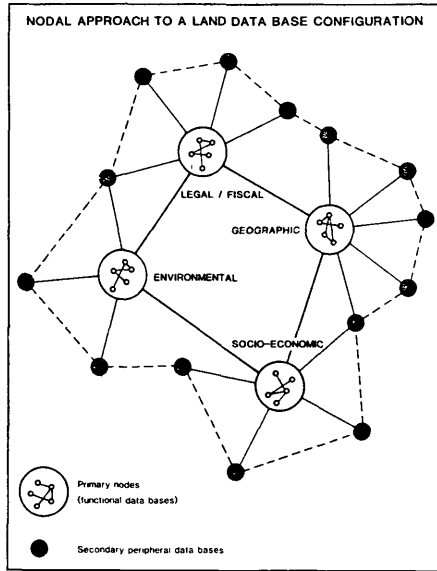 NODAL APPROACH TO A LAND DATA BASE CONFIGURATION
LEGAL / FISCAL
GEOGRAPHIC
ENVIRONMENTAL
SOCIO-ECONOMIC
Primary nodes
(functional data bases)
Secondary peripheral data bases